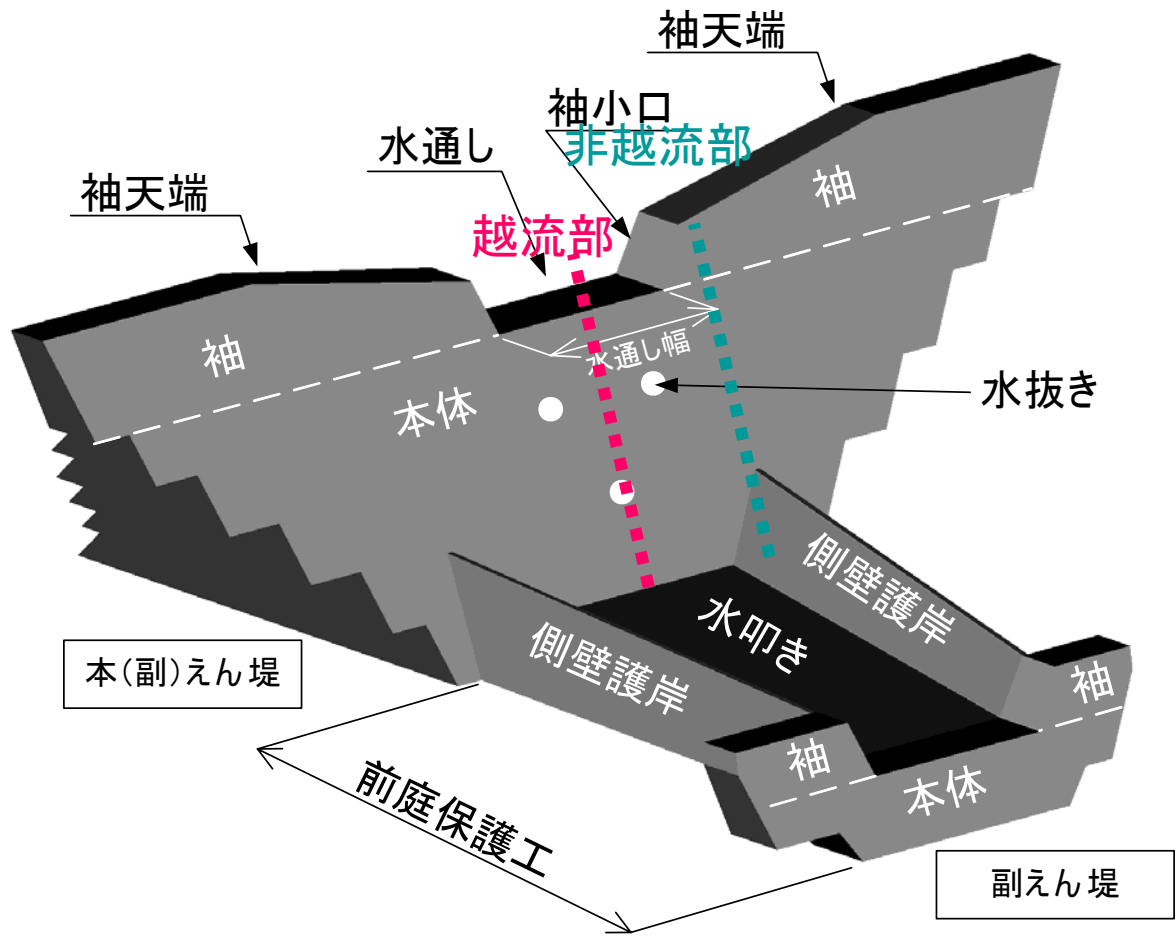 袖天端
袖小口
非越流部
水通し
袖天端
袖
越流部
袖
水通し幅
水抜き
本体
側壁護岸
水叩き
側壁護岸
本(副)えん堤
袖
袖
本体
前庭保護工
副えん堤